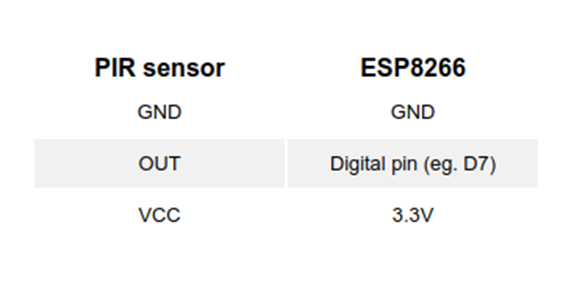 PIR sensor ESP8266
GND GND
OUT Digital pin (eg. D7)
VCC 3.3V